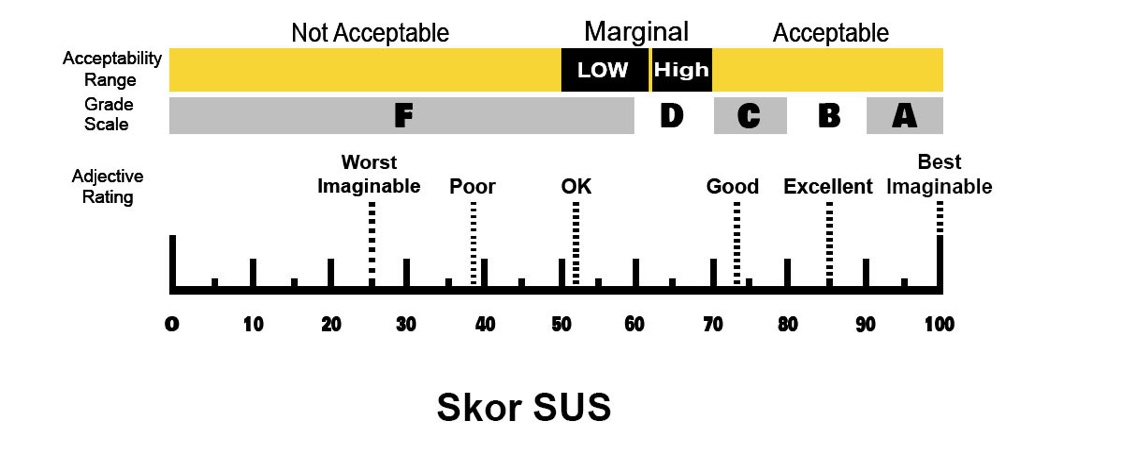 Not Acceptable Marginal Acceptable
Acceptability
Range
LOW High
Grade
Scale
F D C B A
Adjective
Rating
Worst
Imaginable
Poor
OK
Good
Excellent
Best
Imaginable
0 10 20 30 40 50 60 70 80 90 100
Skor SUS